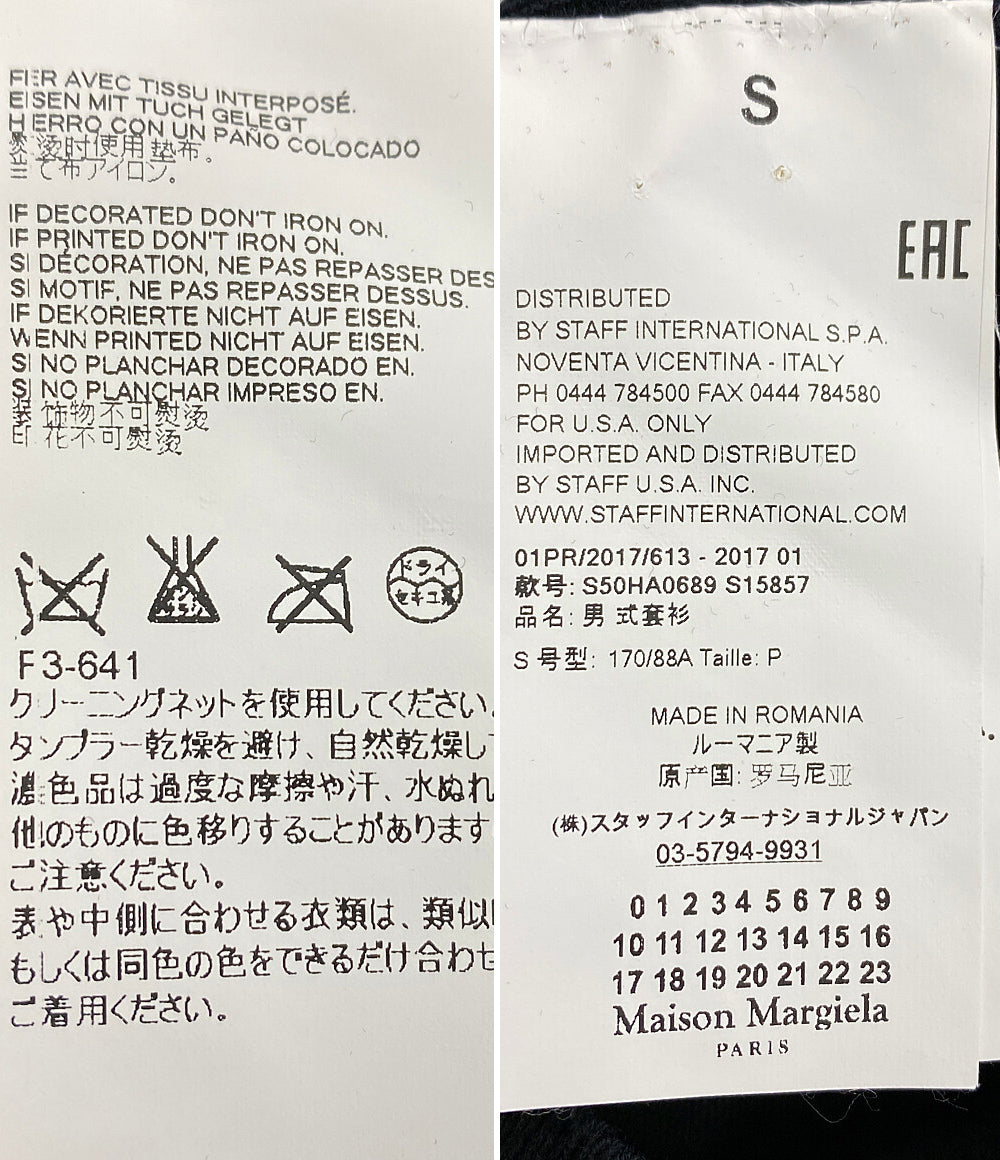 FER AVEC TISSU INTERPOSÉ.
EISEN MIT TUCH GELEGT
HIERRO CON UN PAÑO COLOCADO
熨烫时使用垫布。
当て布アイロン。
IF DECORATED DON'T IRON ON.
IF PRINTED DON'T IRON ON.
SI DÉCORATION, NE PAS REPASSER DES
SI MOTIF, NE PAS REPASSER DESSUS.
IF DEKORIERTE NICHT AUF EISEN.
WENN PRINTED NICHT AUF EISEN.
SI NO PLANCHAR DECORADO EN.
SI NO PLANCHAR IMPRESO EN.
装饰物不可熨烫
印花不可熨烫
エンソ
サラシ
ドライ
セキユ系
F3-641
クリーニングネットを使用してください。
タンブラー乾燥を避け、自然乾燥し
濃色品は過度な摩擦や汗、水ぬれ
他のものに色移りすることがあります
ご注意ください。
表や中側に合わせる衣類は、類似
もしくは同色の色をできるだけ合わせ
ご着用ください。
S
EAC
DISTRIBUTED
BY STAFF INTERNATIONAL S.P.A.
NOVENTA VICENTINA - ITALY
PH 0444 784500 FAX 0444 784580
FOR U.S.A. ONLY
IMPORTED AND DISTRIBUTED
BY STAFF U.S.A. INC.
WWW.STAFFINTERNATIONAL.COM
01PR/2017/613 - 2017 01
款号: S50HA0689 S15857
品名: 男式套衫
S 号型: 170/88A Taille: P
MADE IN ROMANIA
ルーマニア製
原产国: 罗马尼亚
(株)スタッフインターナショナルジャパン
03-5794-9931
0 1 2 3 4 5 6 7 8 9
10 11 12 13 14 15 16
17 18 19 20 21 22 23
Maison Margiela
PARIS